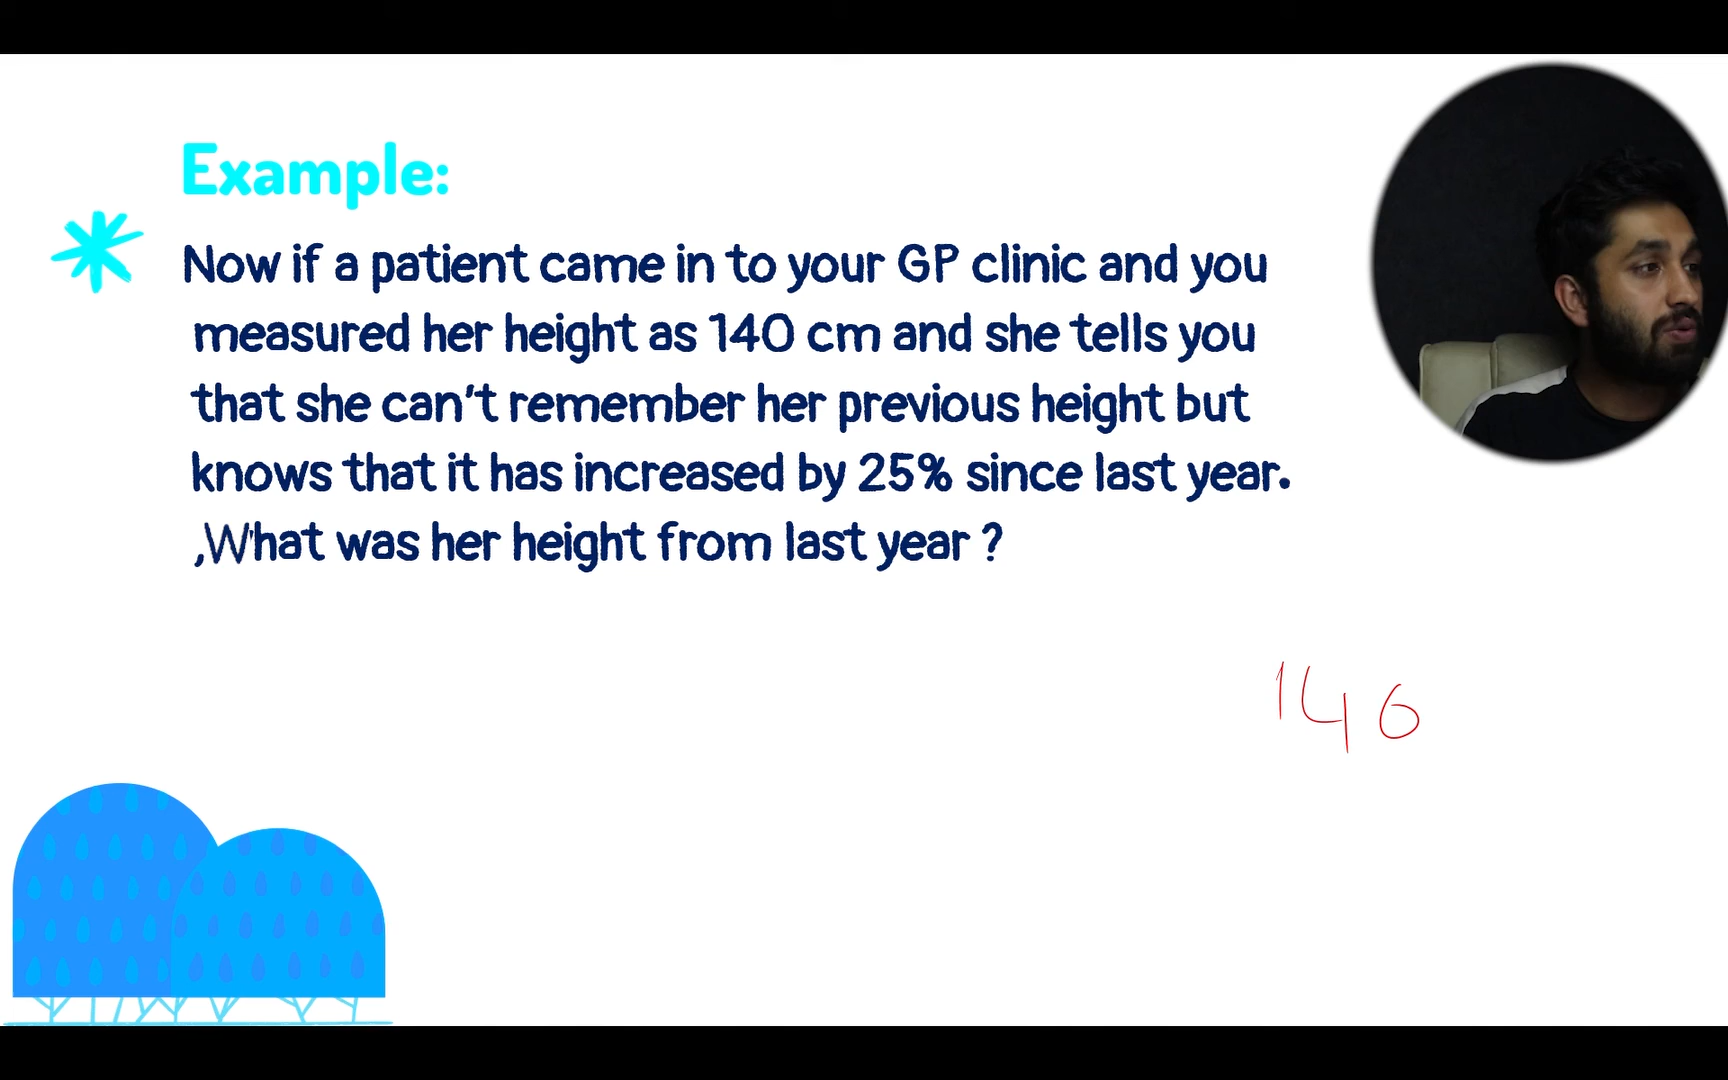 Example:
Now if a patient came in to your GP clinic and you
measured her height as 140 cm and she tells you
that she can't remember her previous height but
knows that it has increased by 25% since last year.
,What was her height from last year ?
140